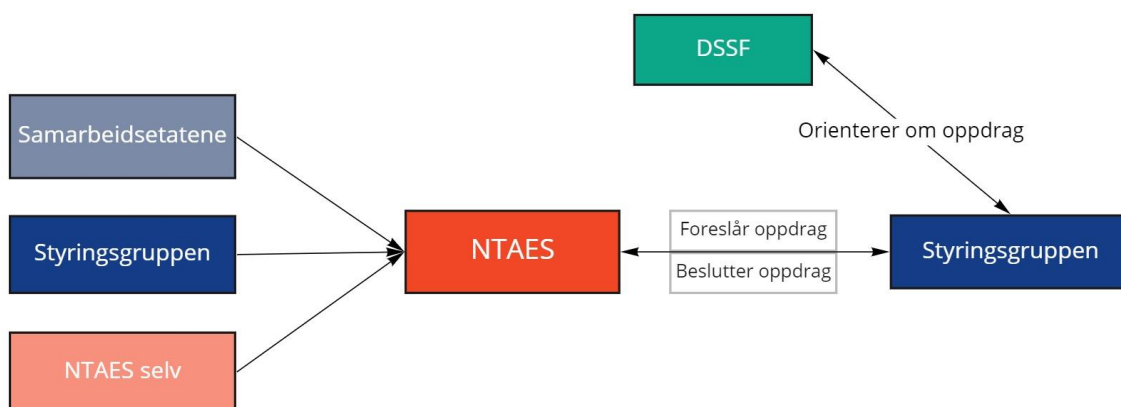 DSSF
Samarbeidsetatene
Orienterer om oppdrag
Styringsgruppen
NTAES
Foreslår oppdrag
Beslutter oppdrag
Styringsgruppen
NTAES selv